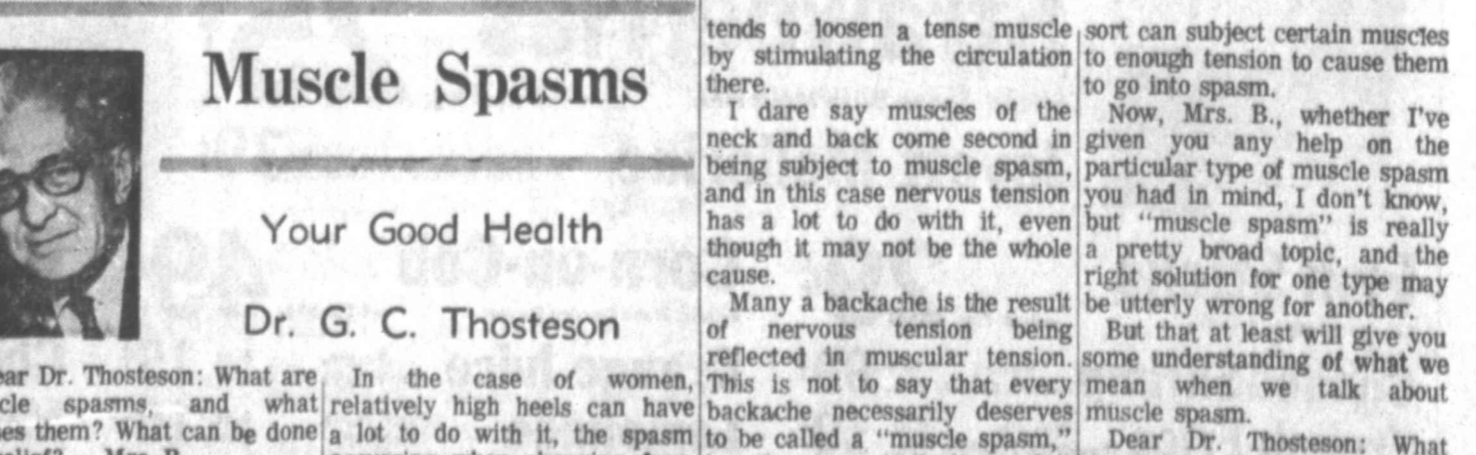 Muscle Spasms
Your Good Health
Dr. G. C. Thosteson
Dr. Thosteson: What are
spasms, and what
them? What can be done
In the case of women,
relatively high heels can have
a lot to do with it, the spasm
tends to loosen a tense muscle
by stimulating the circulation
there.
I dare say muscles of the
neck and back come second in
being subject to muscle spasm,
and in this case nervous tension
has a lot to do with it, even
though it may not be the whole
cause.
Many a backache is the result
of nervous tension being
reflected in muscular tension.
This is not to say that every
backache necessarily deserves
to be called a "muscle spasm,"
sort can subject certain muscles
to enough tension to cause them
to go into spasm.
Now, Mrs. B., whether I've
given you any help on the
particular type of muscle spasm
you had in mind, I don't know,
but "muscle spasm" is really
a pretty broad topic, and the
right solution for one type may
be utterly wrong for another.
But that at least will give you
some understanding of what we
mean when we talk about
muscle spasm.
Dear Dr. Thosteson: What